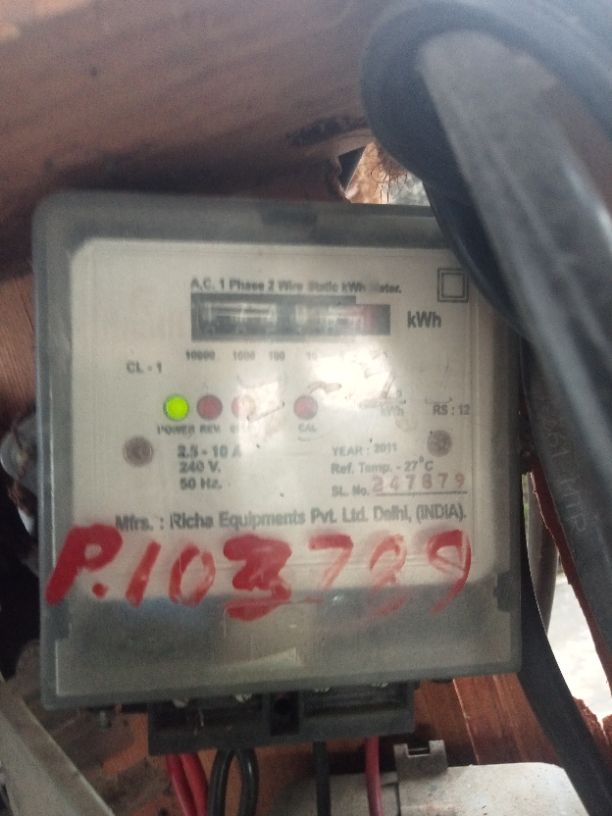 A.C. 1 Phase 2 Wire Static kWh Meter.
kWh
10000 1000 100 10
CL - 1
POWER REV. CAL
kWh RS: 12
2.5 - 10 A
240 V.
50 Hz.
YEAR : 2011
Ref. Temp. - 27°C
SL. No. 247879
Mfrs. : Richa Equipments Pvt. Ltd. Delhi, (INDIA).
P.103789